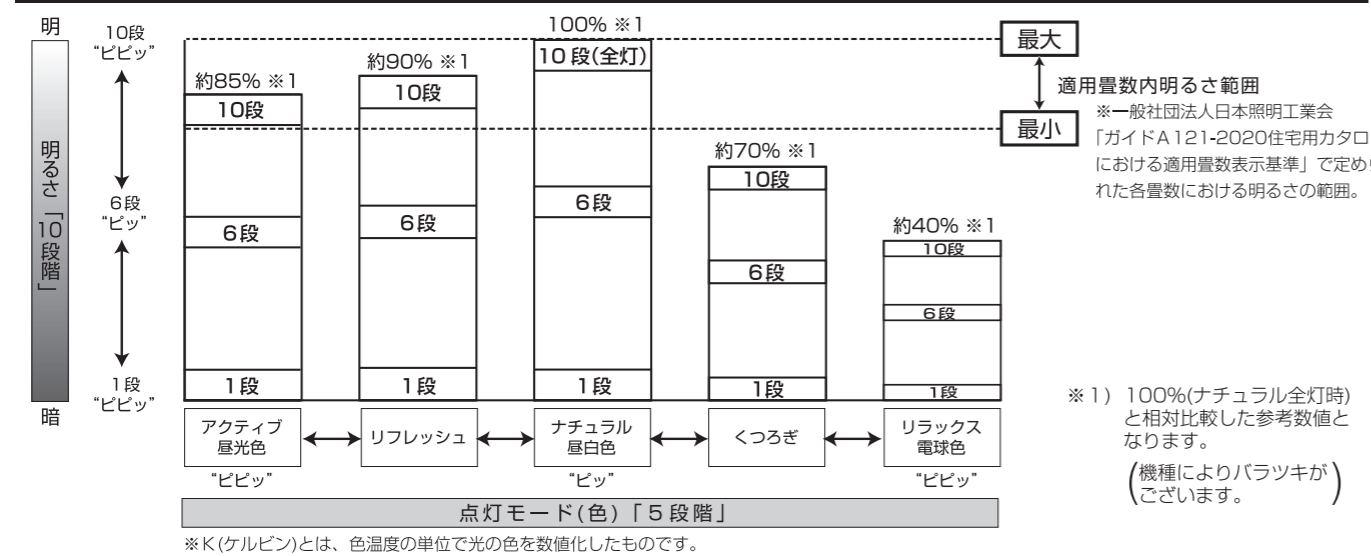 明
明るさ「10段階」
暗
10段
“ピピッ”
6段
“ピッ”
1段
“ピピッ”
約85% ※1
10段
6段
1段
アクティブ
昼光色
“ピピッ”
約90% ※1
10段
6段
1段
リフレッシュ
100% ※1
10段(全灯)
6段
1段
ナチュラル
昼白色
“ピッ”
約70% ※1
10段
6段
1段
くつろぎ
約40% ※1
10段
6段
1段
リラックス
電球色
“ピピッ”
最大
最小
適用畳数内明るさ範囲
※一般社団法人日本照明工業会
「ガイドA121-2020住宅用カタロ
における適用畳数表示基準」で定め
れた各畳数における明るさの範囲。
※1) 100%(ナチュラル全灯時)
と相対比較した参考数値と
なります。
(機種によりバラツキが
ございます。)
点灯モード(色)「5段階」
※K(ケルビン)とは、色温度の単位で光の色を数値化したものです。